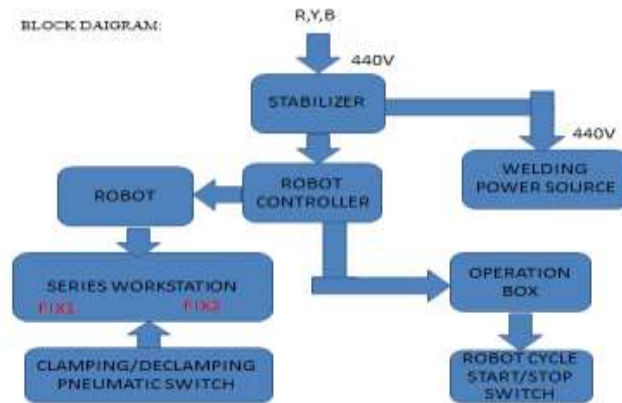 BLOCK DAIGRAM:
R,Y,B
440V
STABILIZER
440V
WELDING
POWER SOURCE
ROBOT
CONTROLLER
ROBOT
SERIES WORKSTATION
FIX1 FIX2
OPERATION
BOX
CLAMPING/DECLAMPING
PNEUMATIC SWITCH
ROBOT CYCLE
START/STOP
SWITCH